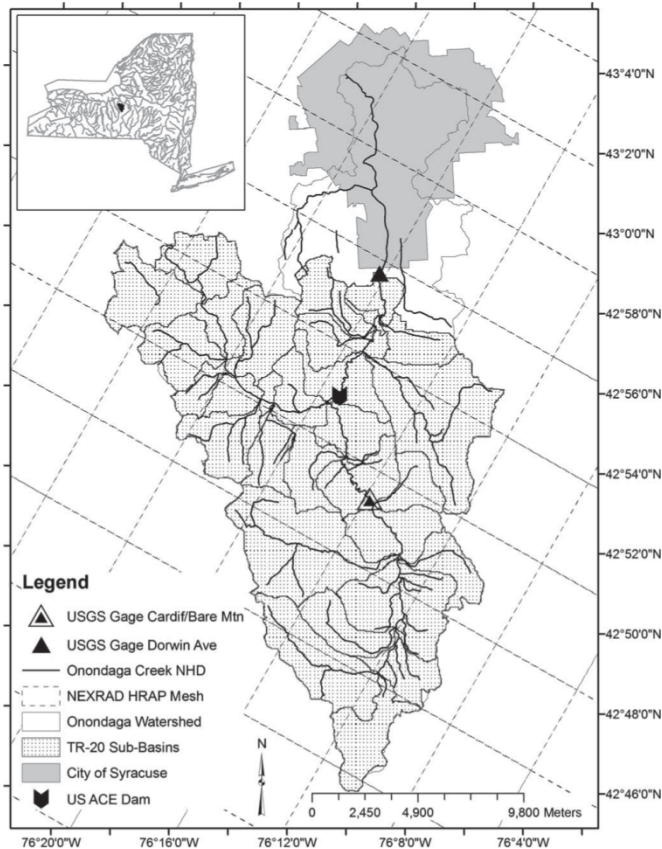 43°4'0"N
43°2'0"N
43°0'0"N
42°58'0"N
42°56'0"N
42°54'0"N
42°52'0"N
42°50'0"N
42°48'0"N
42°46'0"N
Legend
USGS Gage Cardif/Bare Mtn
USGS Gage Dorwin Ave
Onondaga Creek NHD
NEXRAD HRAP Mesh
Onondaga Watershed
TR-20 Sub-Basins
City of Syracuse
US ACE Dam
N
0 2,450 4,900 9,800 Meters
76°20'0"W 76°16'0"W 76°12'0"W 76°8'0"W 76°4'0"W